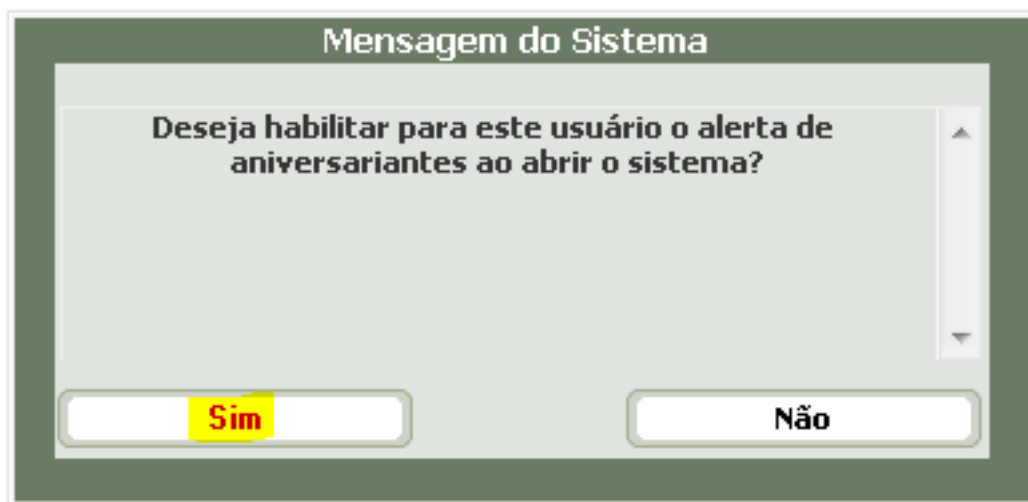 Mensagem do Sistema
Deseja habilitar para este usuário o alerta de
aniversariantes ao abrir o sistema?
Sim
Não